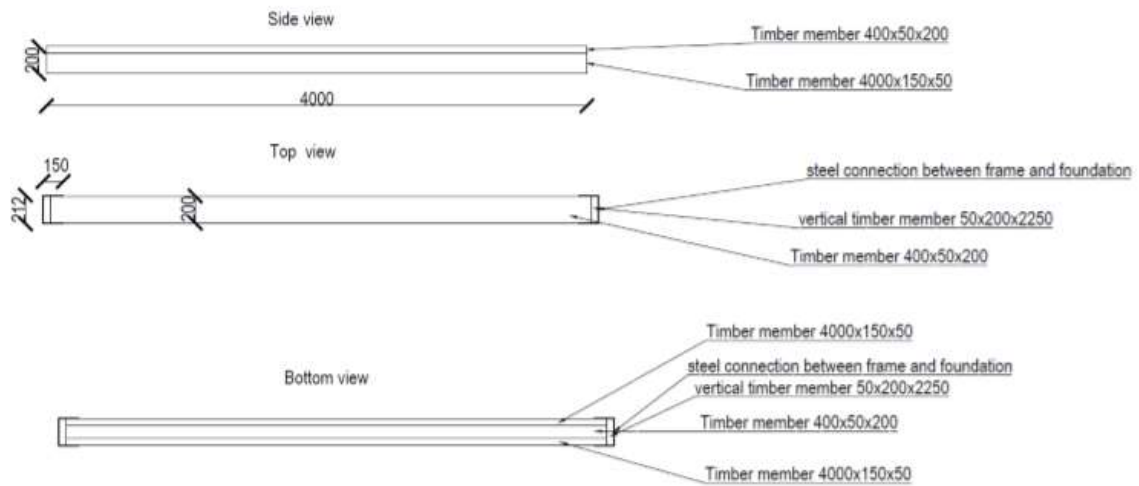 Side view
Timber member 400x50x200
200
Timber member 4000x150x50
4000
Top view
150
steel connection between frame and foundation
212
200
vertical timber member 50x200x2250
Timber member 400x50x200
Timber member 4000x150x50
steel connection between frame and foundation
Bottom view
vertical timber member 50x200x2250
Timber member 400x50x200
Timber member 4000x150x50